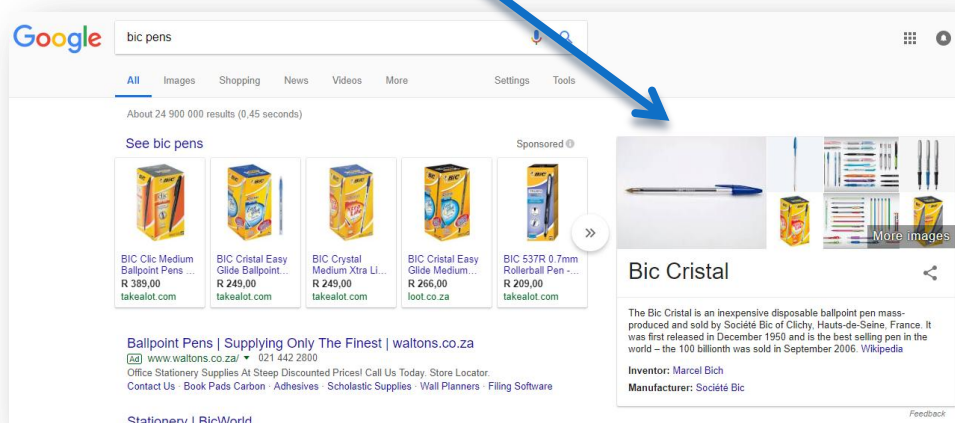 Google
bic pens
All Images Shopping News Videos More Settings Tools
About 24 900 000 results (0,45 seconds)
See bic pens
Sponsored
BIC Clic Medium
Ballpoint Pens ...
R 389,00
takealot.com
BIC Cristal Easy
Glide Ballpoint...
R 249,00
takealot.com
BIC Crystal
Medium Xtra Li...
R 249,00
takealot.com
BIC Cristal Easy
Glide Medium...
R 266,00
loot.co.za
BIC 537R 0.7mm
Rollerball Pen -...
R 209,00
takealot.com
Ballpoint Pens | Supplying Only The Finest | waltons.co.za
Ad www.waltons.co.za/ 021 442 2800
Office Stationery Supplies At Steep Discounted Prices! Call Us Today. Store Locator.
Contact Us · Book Pads Carbon · Adhesives · Scholastic Supplies · Wall Planners · Filing Software
Stationery | BicWorld
More images
Bic Cristal
The Bic Cristal is an inexpensive disposable ballpoint pen mass-
produced and sold by Société Bic of Clichy, Hauts-de-Seine, France. It
was first released in December 1950 and is the best selling pen in the
world – the 100 billionth was sold in September 2006. Wikipedia
Inventor: Marcel Bich
Manufacturer: Société Bic
Feedback